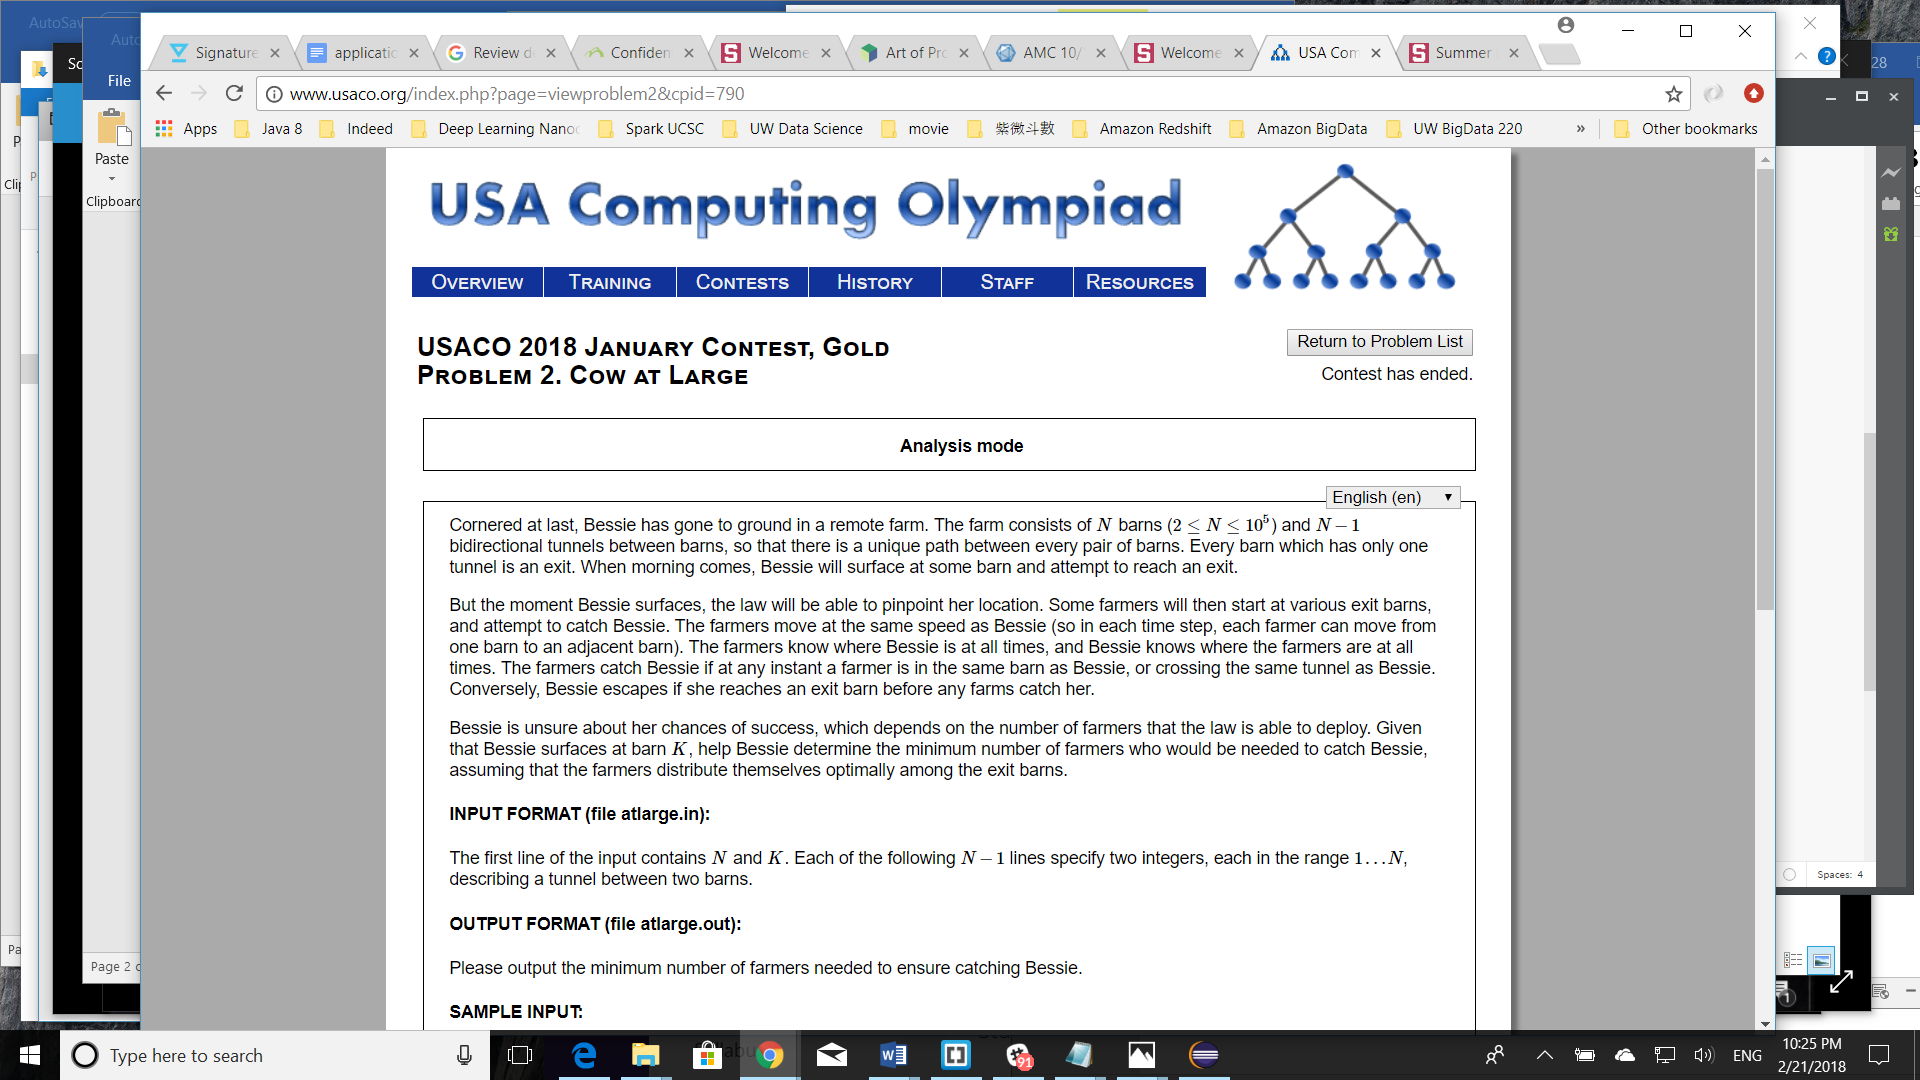 AutoSav
Auto
File
Paste
Clipboard
Signature
applicatio
Review d
Confiden
Welcome
Art of Pro
AMC 10/
Welcome
USA Com
Summer
www.usaco.org/index.php?page=viewproblem2&cpid=790
Apps
Java 8
Indeed
Deep Learning Nano
Spark UCSC
UW Data Science
movie
紫微斗數
Amazon Redshift
Amazon BigData
UW BigData 220
»
Other bookmarks
USA Computing Olympiad
OVERVIEW
TRAINING
CONTESTS
HISTORY
STAFF
RESOURCES
USACO 2018 JANUARY CONTEST, GOLD
PROBLEM 2. COW AT LARGE
Return to Problem List
Contest has ended.
Analysis mode
English (en)
Cornered at last, Bessie has gone to ground in a remote farm. The farm consists of N barns (2 ≤ N ≤ 10⁵) and N − 1
bidirectional tunnels between barns, so that there is a unique path between every pair of barns. Every barn which has only one
tunnel is an exit. When morning comes, Bessie will surface at some barn and attempt to reach an exit.
But the moment Bessie surfaces, the law will be able to pinpoint her location. Some farmers will then start at various exit barns,
and attempt to catch Bessie. The farmers move at the same speed as Bessie (so in each time step, each farmer can move from
one barn to an adjacent barn). The farmers know where Bessie is at all times, and Bessie knows where the farmers are at all
times. The farmers catch Bessie if at any instant a farmer is in the same barn as Bessie, or crossing the same tunnel as Bessie.
Conversely, Bessie escapes if she reaches an exit barn before any farms catch her.
Bessie is unsure about her chances of success, which depends on the number of farmers that the law is able to deploy. Given
that Bessie surfaces at barn K, help Bessie determine the minimum number of farmers who would be needed to catch Bessie,
assuming that the farmers distribute themselves optimally among the exit barns.
INPUT FORMAT (file atlarge.in):
The first line of the input contains N and K. Each of the following N − 1 lines specify two integers, each in the range 1…N,
describing a tunnel between two barns.
OUTPUT FORMAT (file atlarge.out):
Please output the minimum number of farmers needed to ensure catching Bessie.
SAMPLE INPUT:
28
Spaces: 4
Page 2 o
Type here to search
91
ENG
10:25 PM
2/21/2018